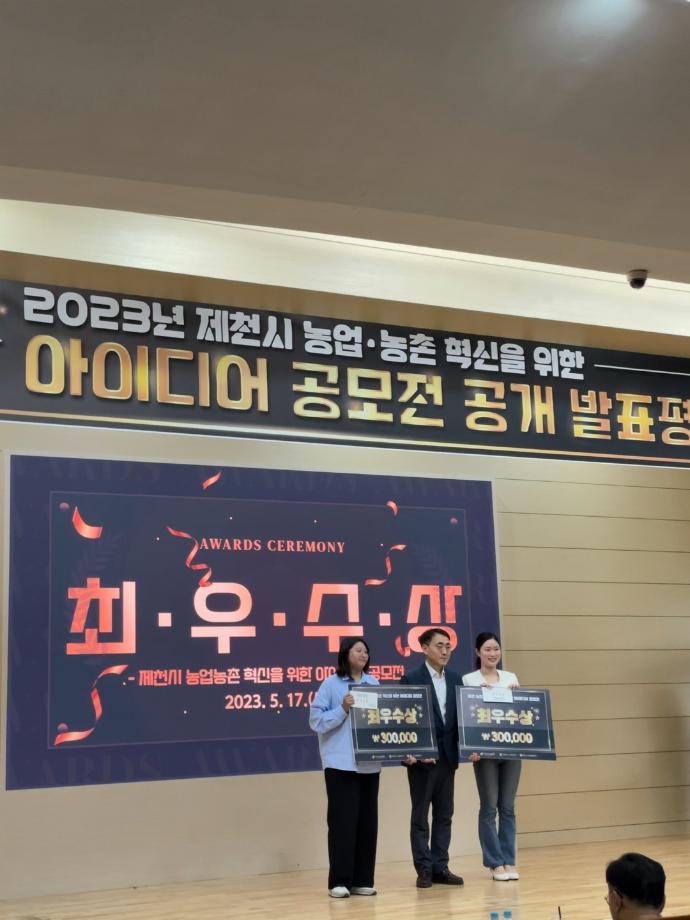 2023년 제천시 농업·농촌 혁신을 위한
아이디어 공모전 공개 발표평
AWARDS CEREMONY
최·우·수·상
- 제천시 농업농촌 혁신을 위한 공모전
2023. 5. 17.
최우수상
₩ 300,000
최우수상
₩ 300,000